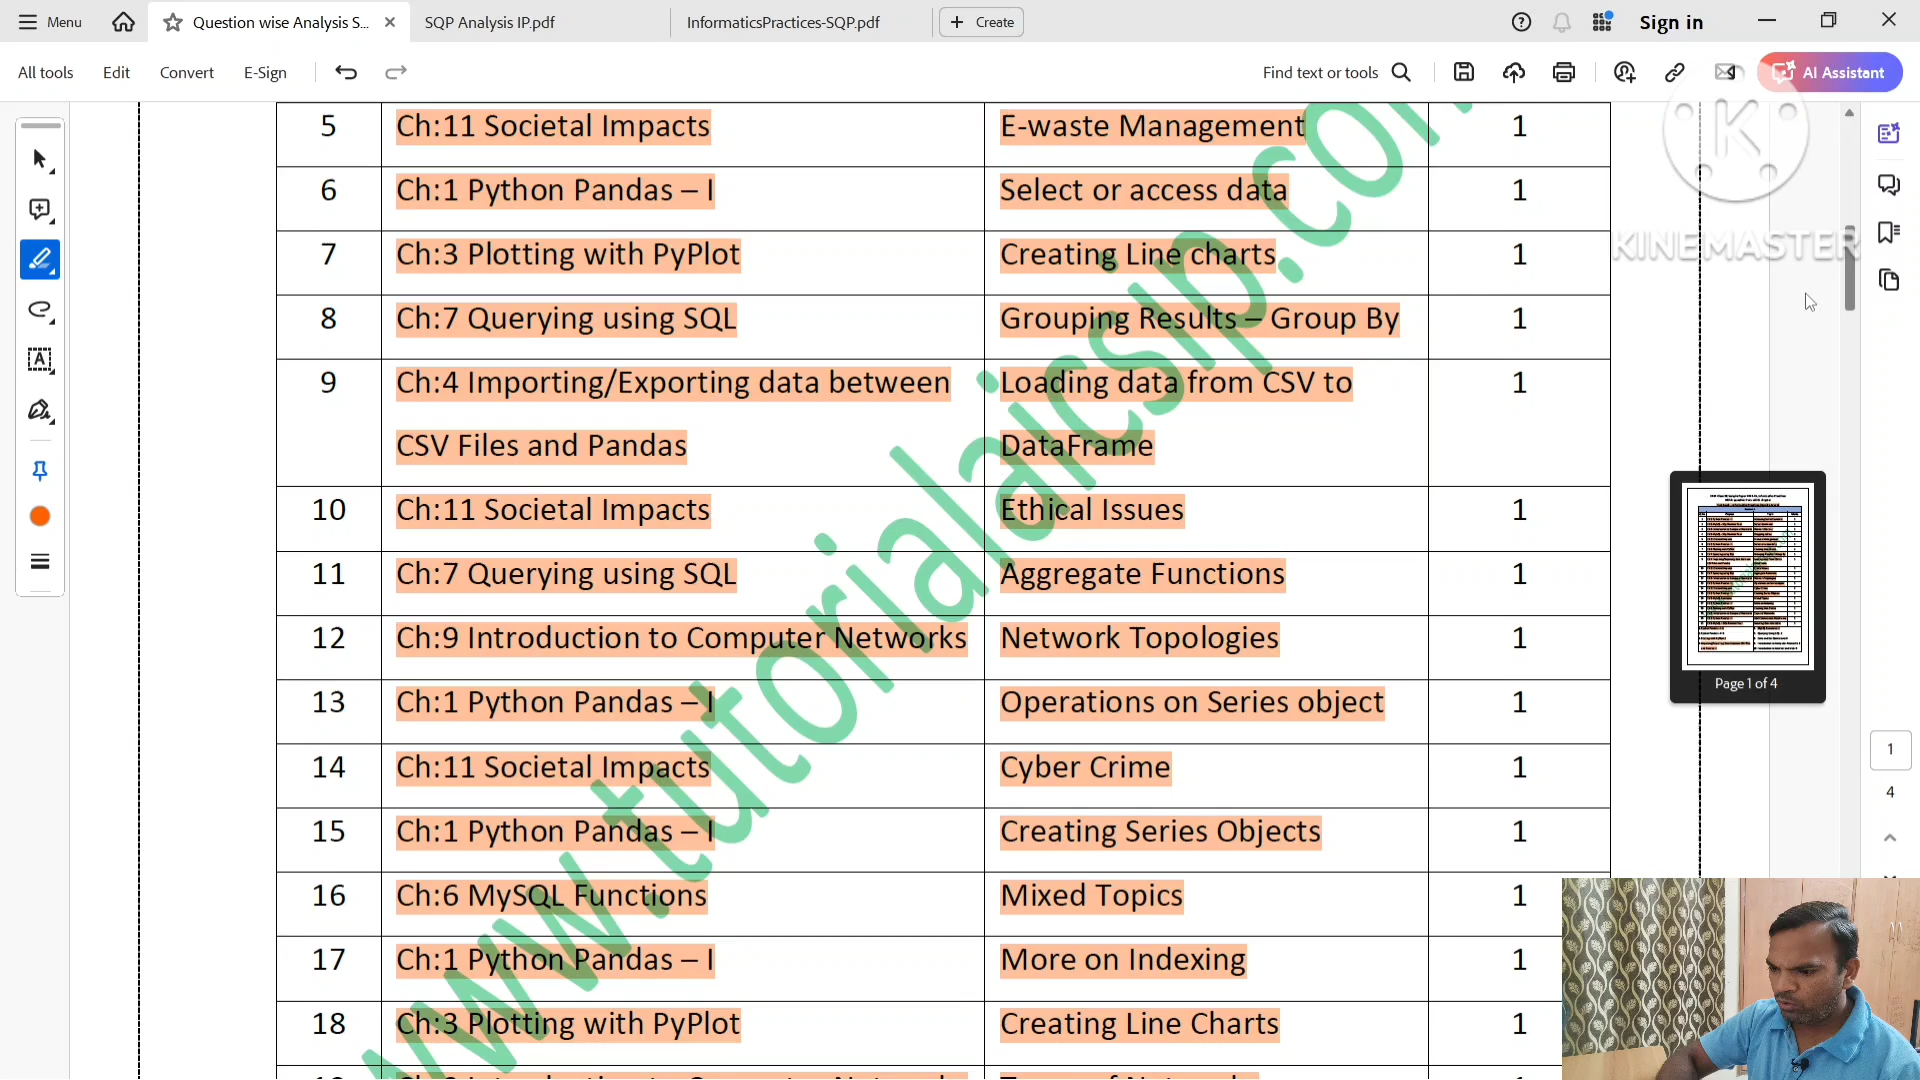 Menu
Question wise Analysis S...
SQP Analysis IP.pdf
InformaticsPractices-SQP.pdf
Create
Sign in
All tools
Edit
Convert
E-Sign
Find text or tools
AI Assistant
5 Ch:11 Societal Impacts E-waste Management 1
6 Ch:1 Python Pandas – I Select or access data 1
7 Ch:3 Plotting with PyPlot Creating Line charts 1
8 Ch:7 Querying using SQL Grouping Results – Group By 1
9 Ch:4 Importing/Exporting data between Loading data from CSV to 1
CSV Files and Pandas DataFrame
10 Ch:11 Societal Impacts Ethical Issues 1
11 Ch:7 Querying using SQL Aggregate Functions 1
12 Ch:9 Introduction to Computer Networks Network Topologies 1
13 Ch:1 Python Pandas – I Operations on Series object 1
14 Ch:11 Societal Impacts Cyber Crime 1
15 Ch:1 Python Pandas – I Creating Series Objects 1
16 Ch:6 MySQL Functions Mixed Topics 1
17 Ch:1 Python Pandas – I More on Indexing 1
18 Ch:3 Plotting with PyPlot Creating Line Charts 1
www.tutorialaicsip.com
K
KINEMASTER
Page 1 of 4
1
4